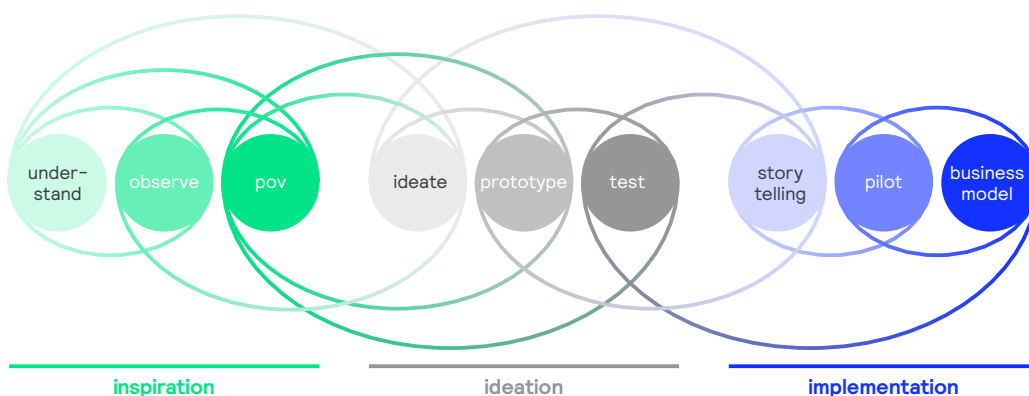 under-
stand
observe
pov
ideate
prototype
test
story
telling
pilot
business
model
inspiration
ideation
implementation